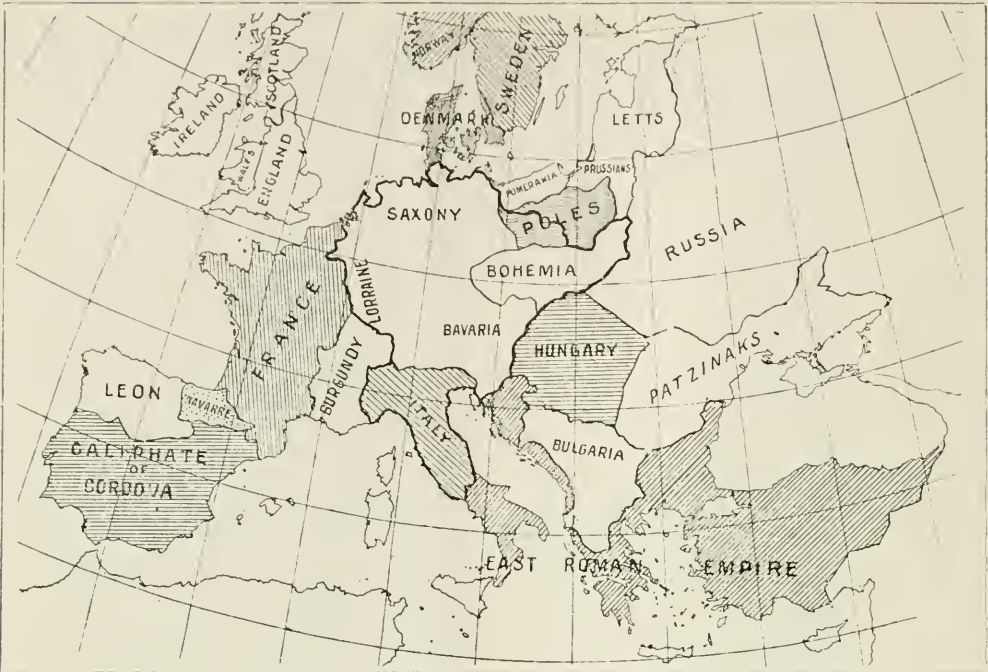 NORWAY
SWEDEN
SCOTLAND
IRELAND
DENMARK
LETTS
WALES
ENGLAND
PRUSSIANS
POMERANIA
SAXONY
POLES
RUSSIA
BOHEMIA
LORRAINE
FRANCE
BAVARIA
HUNGARY
PATZINAKS
BURGUNDY
LEON
NAVARRE
ITALY
BULGARIA
CALIPHATE
OF
CORDOVA
EAST ROMAN EMPIRE